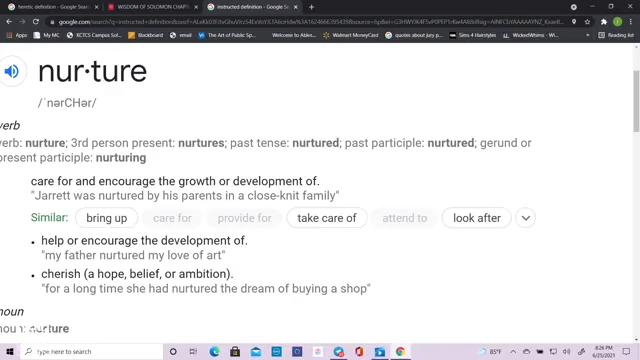 heretic definition - Google Sear
WISDOM OF SOLOMON CHAPT
instructed definition - Google Se
Apps
My MC
KCTCS Campus Sol
Email
The Art of Public Sp
Welcome to Ablen
Walmart MoneyCard
quotes about jury p
Sims 4 Hairstyles
WickedWhims -
Reading list
nur·ture
/ˈnərCHər/
verb
verb: nurture; 3rd person present: nurtures; past tense: nurtured; past participle: nurtured; gerund or
present participle: nurturing
care for and encourage the growth or development of.
"Jarrett was nurtured by his parents in a close-knit family"
Similar: bring up care for provide for take care of attend to look after
• help or encourage the development of.
"my father nurtured my love of art"
• cherish (a hope, belief, or ambition).
"for a long time she had nurtured the dream of buying a shop"
noun
noun: nurture
Type here to search
85°F
8:26 PM
6/25/2021